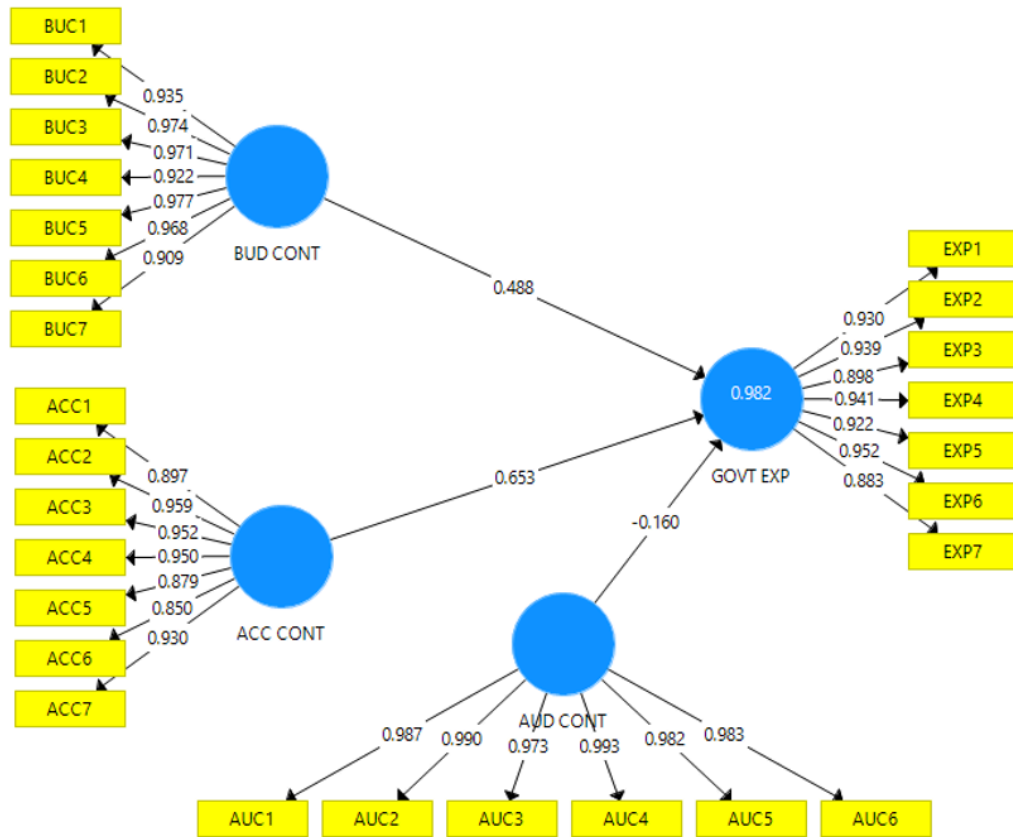 BUC1
BUC2
BUC3
BUC4
BUC5
BUC6
BUC7
0.935
0.974
0.971
0.922
0.977
0.968
0.909
BUD CONT
0.488
ACC1
ACC2
ACC3
ACC4
ACC5
ACC6
ACC7
0.897
0.959
0.952
0.950
0.879
0.850
0.930
ACC CONT
0.653
EXP1
EXP2
EXP3
EXP4
EXP5
EXP6
EXP7
0.930
0.939
0.898
0.941
0.922
0.952
0.883
0.982
GOVT EXP
-0.160
AUD CONT
0.987
0.990
0.973
0.993
0.982
0.983
AUC1
AUC2
AUC3
AUC4
AUC5
AUC6